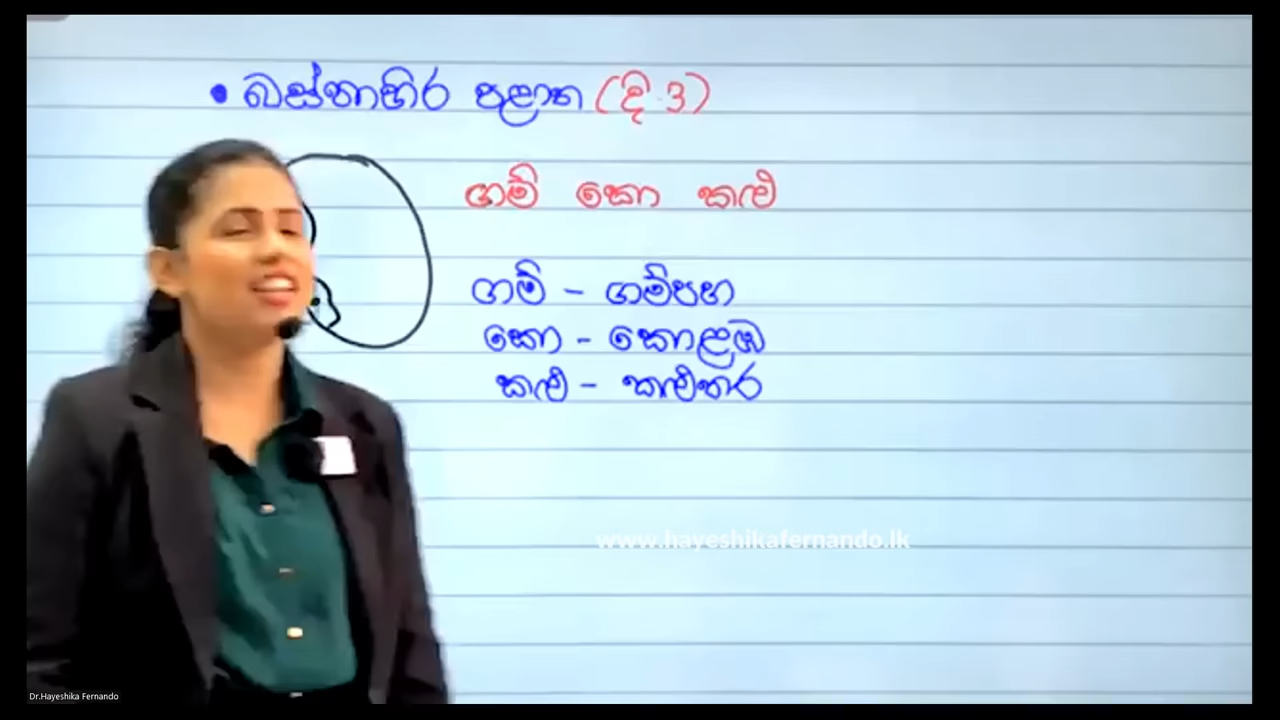 • බස්නාහිර පළාත (දි. 3)
ගම් කො කළු
ගම් - ගම්පහ
කො - කොළඹ
කළු - කළුතර
www.hayeshikafernando.lk
Dr.Hayeshika Fernando